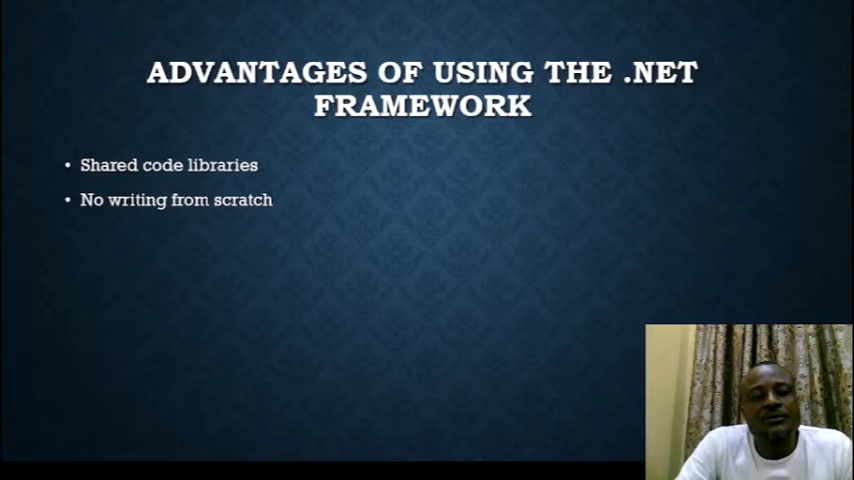 ADVANTAGES OF USING THE .NET
FRAMEWORK
• Shared code libraries
• No writing from scratch